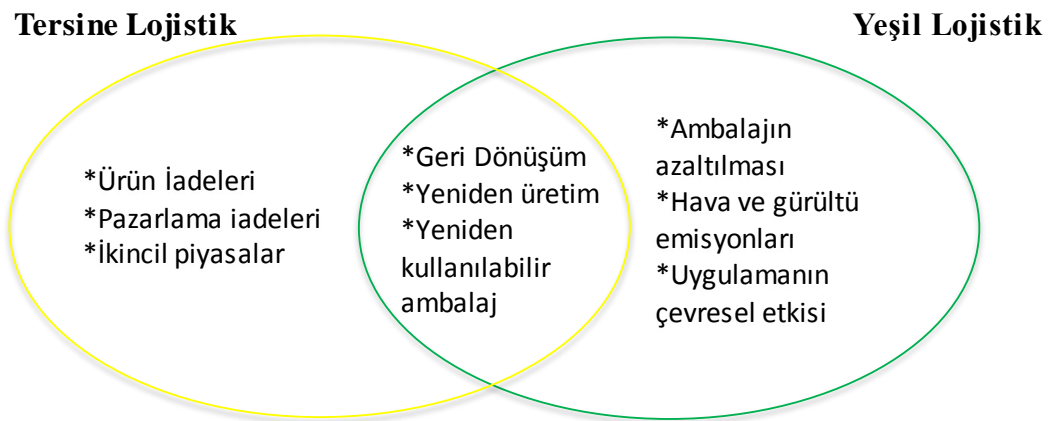 Tersine Lojistik
Yeşil Lojistik
*Ürün İadeleri
*Pazarlama iadeleri
*İkincil piyasalar
*Geri Dönüşüm
*Yeniden üretim
*Yeniden
kullanılabilir
ambalaj
*Ambalajın
azaltılması
*Hava ve gürültü
emisyonları
*Uygulamanın
çevresel etkisi